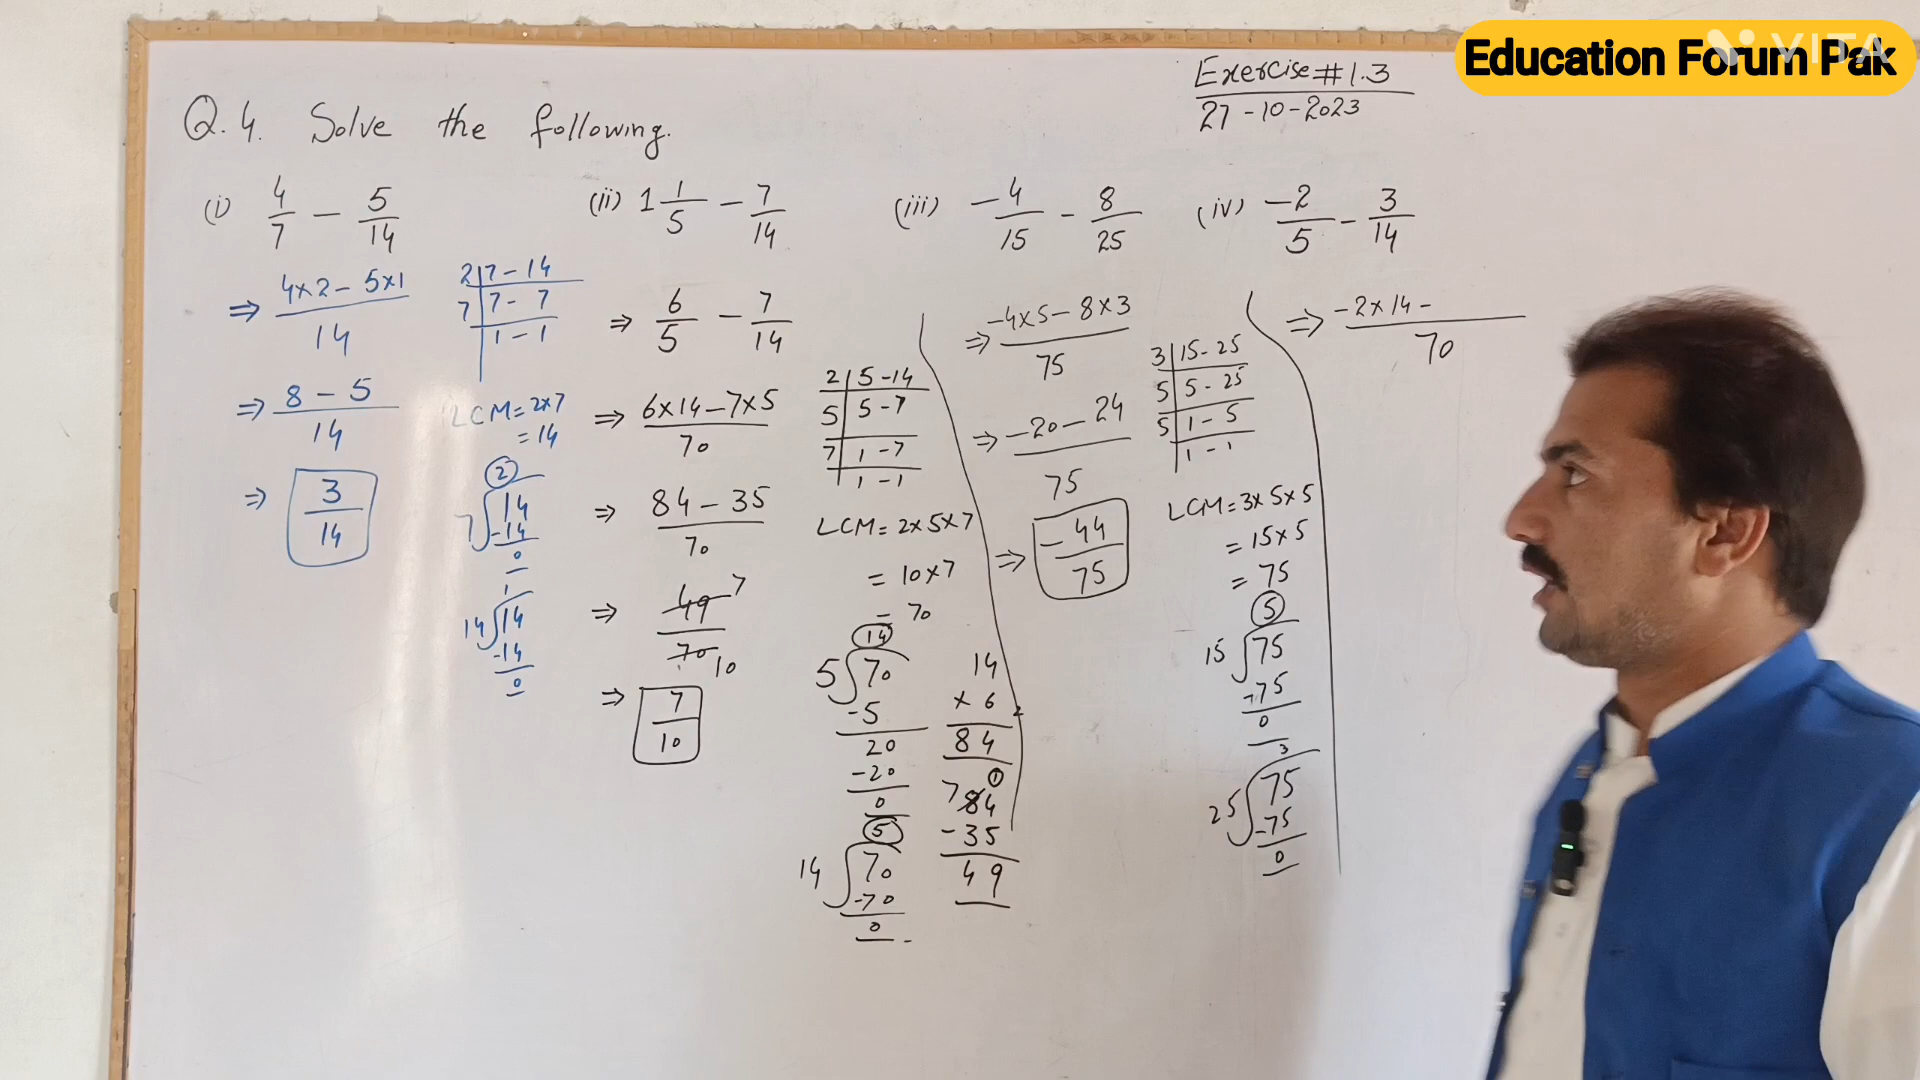 Education Forum Pak
VITA
Exercise # 1.3
27-10-2023
Q.4. Solve the following.
(i) 4/7 - 5/14
⇒ 4×2-5×1/14
⇒ 8-5/14
⇒ 3/14
2 | 7-14
7 | 7-7
1-1
LCM = 2×7
= 14
2
7 14
-14
0
1
14 14
-14
0
(ii) 1 1/5 - 7/14
⇒ 6/5 - 7/14
⇒ 6×14-7×5/70
⇒ 84-35/70
⇒ 49/70 7 10
⇒ 7/10
2 | 5-14
5 | 5-7
7 | 1-7
1-1
LCM = 2×5×7
= 10×7
= 70
14
5 70
-5
20
-20
0
5
14 70
-70
0
14
× 6 2
84
7 1
84
-35
49
(iii) -4/15 - 8/25
⇒ -4×5-8×3/75
⇒ -20-24/75
⇒ -44/75
3 | 15-25
5 | 5-25
5 | 1-5
1-1
LCM = 3×5×5
= 15×5
= 75
5
15 75
-75
0
3
25 75
-75
0
(iv) -2/5 - 3/14
⇒ -2×14-/70